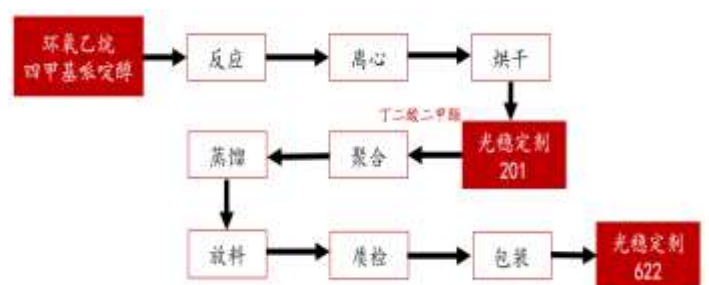 环氧乙烷
四甲基哌啶醇
反应
离心
烘干
丁二酸二甲酯
光稳定剂
201
聚合
蒸馏
放料
质检
包装
光稳定剂
622